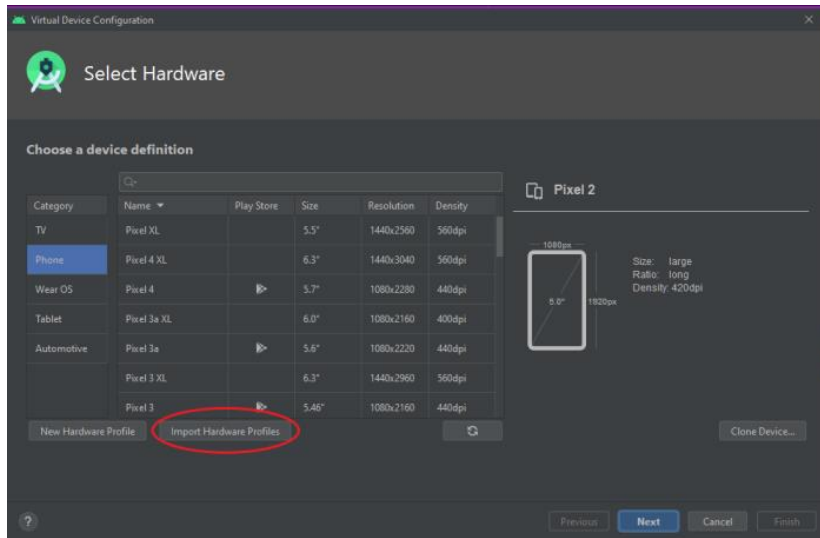 Virtual Device Configuration
Select Hardware
Choose a device definition
Category
TV
Phone
Wear OS
Tablet
Automotive
Name Play Store Size Resolution Density
Pixel XL 5.5" 1440x2560 560dpi
Pixel 4 XL 6.3" 1440x3040 560dpi
Pixel 4 5.7" 1080x2280 440dpi
Pixel 3a XL 6.0" 1080x2160 400dpi
Pixel 3a 5.6" 1080x2220 440dpi
Pixel 3 XL 6.3" 1440x2960 560dpi
Pixel 3 5.46" 1080x2160 440dpi
New Hardware Profile Import Hardware Profiles
Pixel 2
1080px
5.0" 1920px
Size: large
Ratio: long
Density: 420dpi
Clone Device...
? Previous Next Cancel Finish